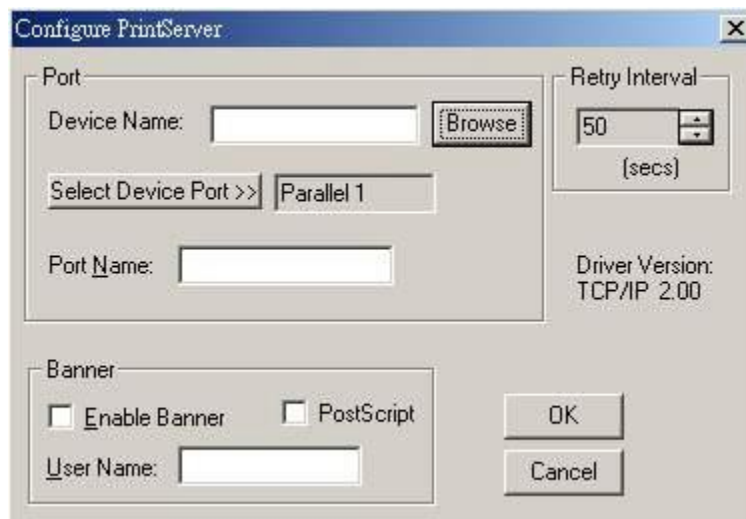 Configure PrintServer
Port
Device Name:
Browse
Select Device Port >>
Parallel 1
Port Name:
Retry Interval
50
(secs)
Driver Version:
TCP/IP 2.00
Banner
Enable Banner
PostScript
User Name:
OK
Cancel